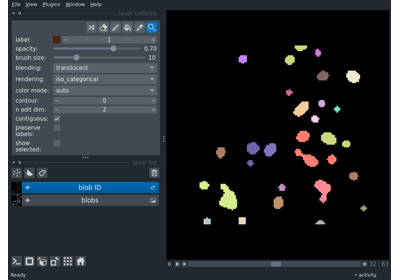 File View Plugins Window Help
layer controls
label: 1
opacity: 0.70
brush size: 10
blending: translucent
rendering: iso_categorical
color mode: auto
contour: 0
n edit dim: 2
contiguous:
preserve
labels:
show
selected:
layer list
blob ID
blobs
32 63
Ready
activity